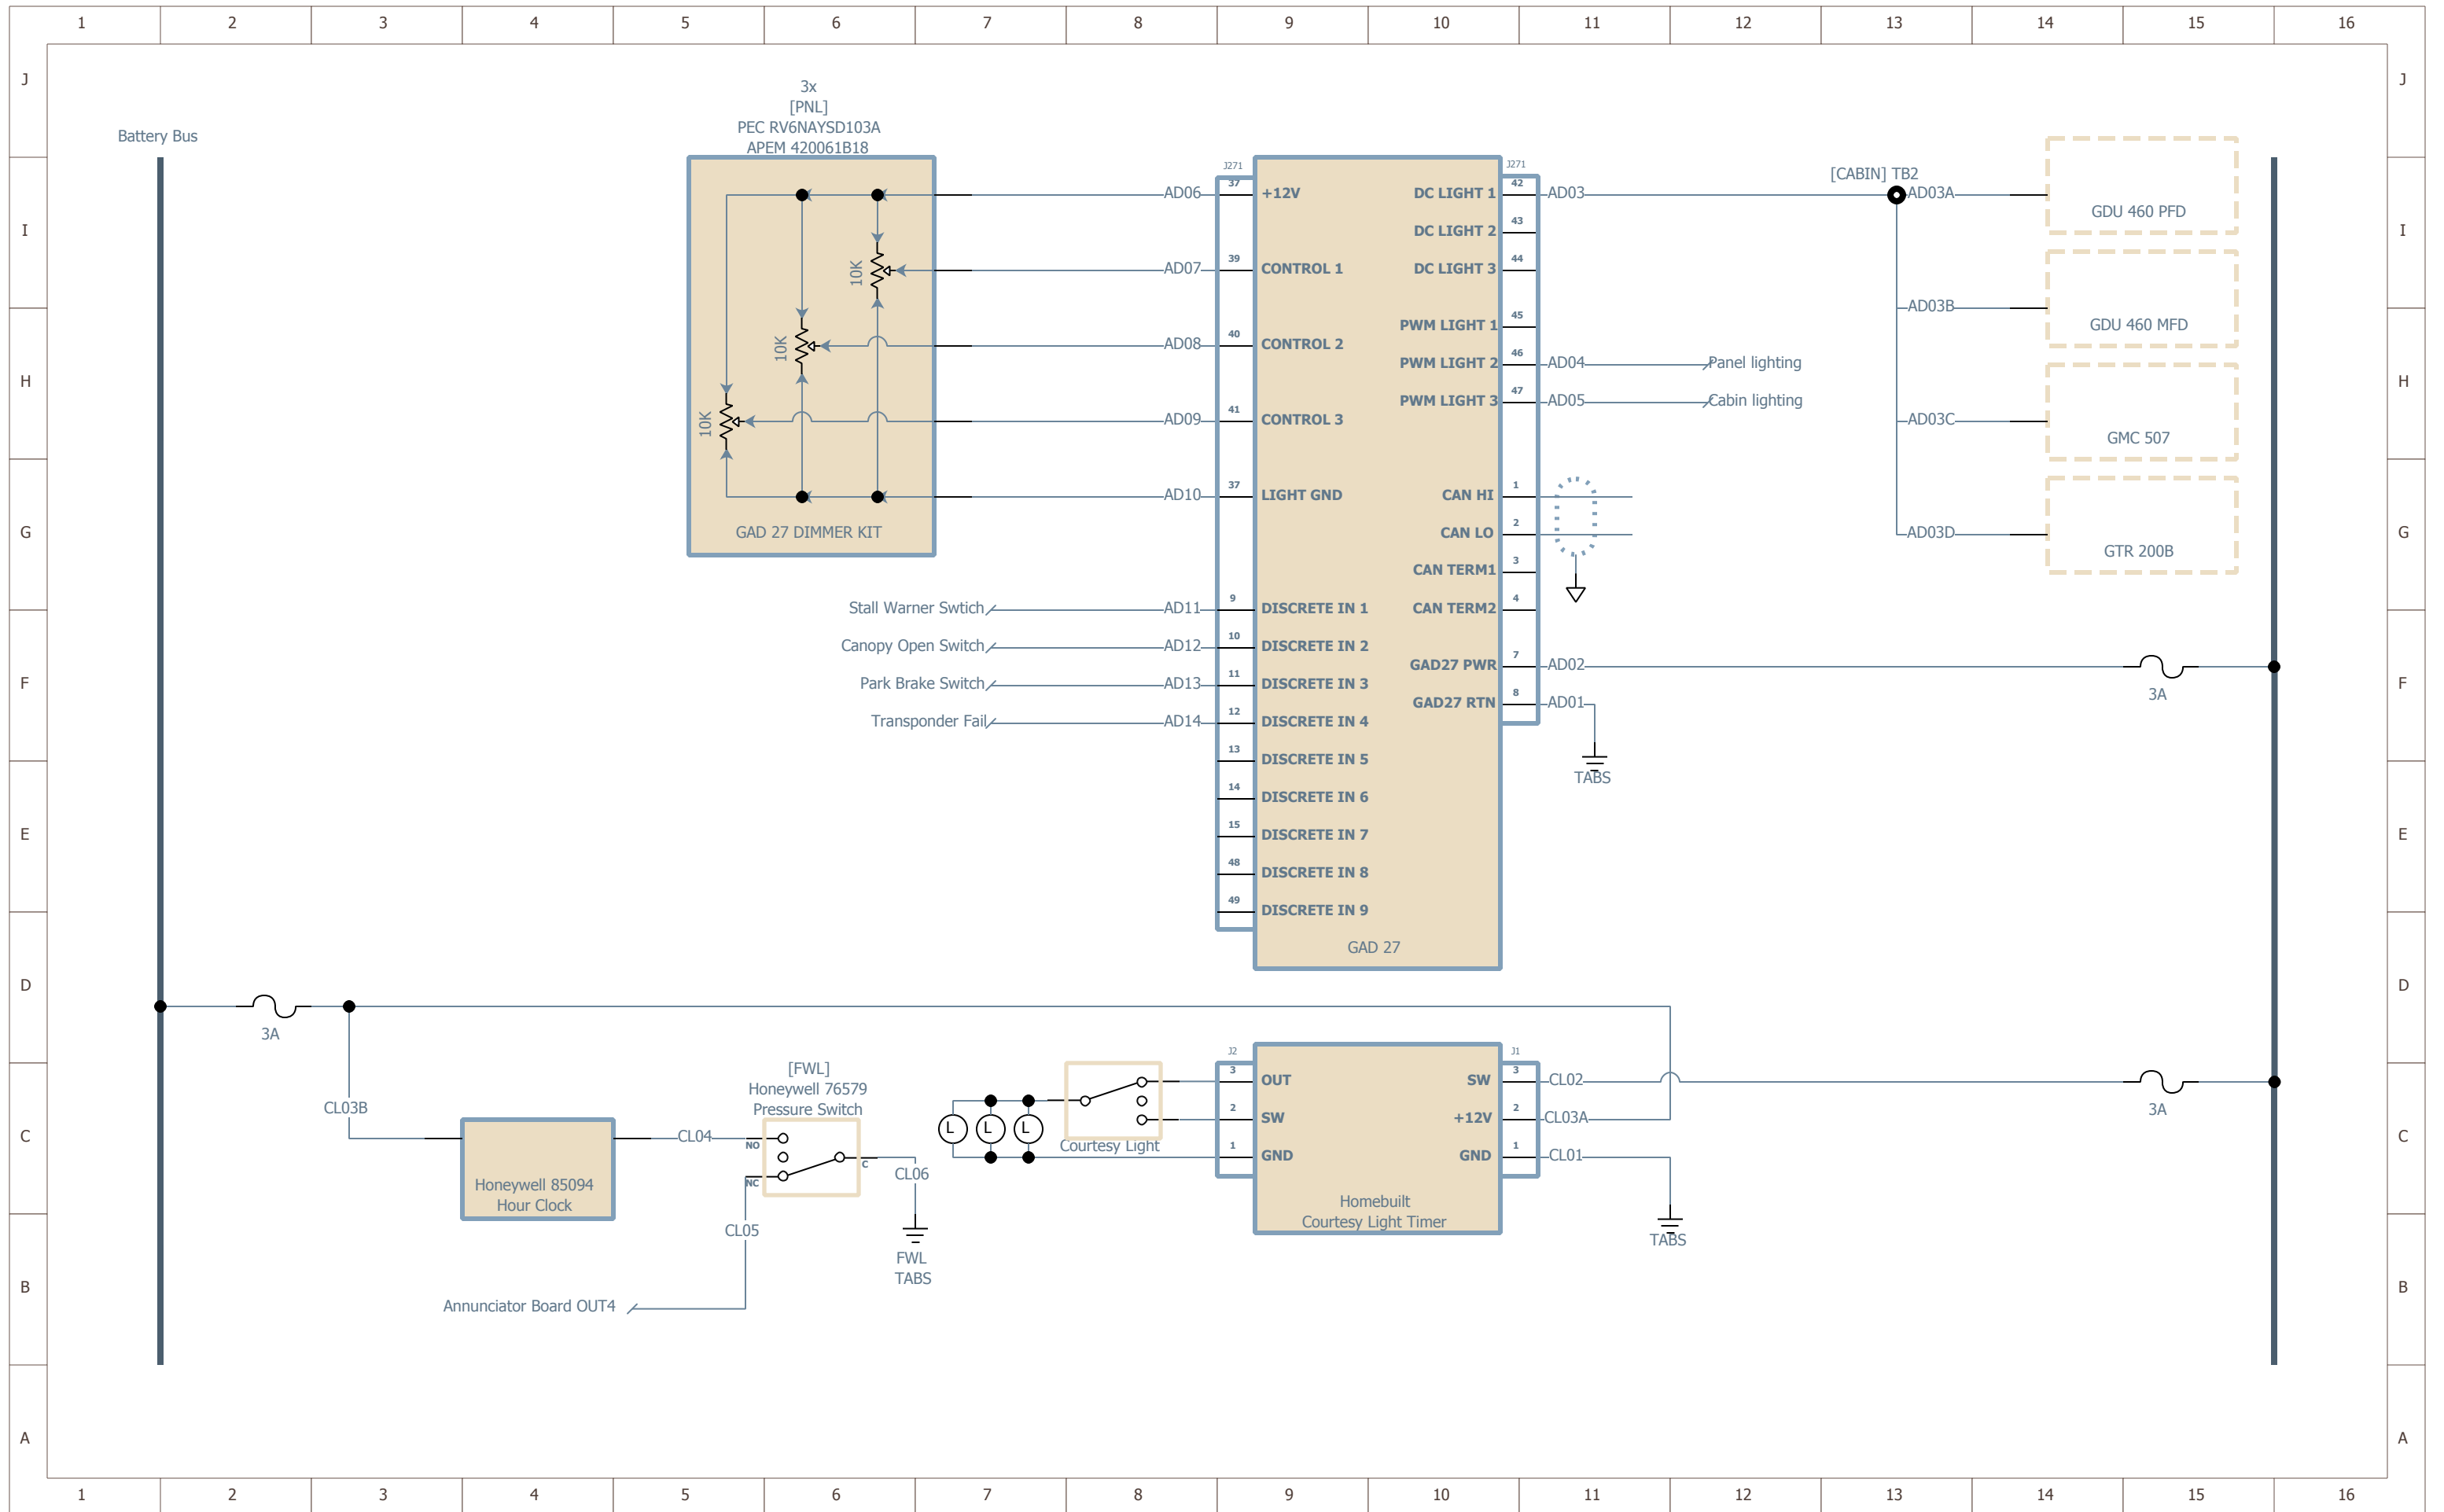 1 2 3 4 5 6 7 8 9 10 11 12 13 14 15 16
J J
3x
[PNL]
PEC RV6NAYSD103A
APEM 420061B18
Battery Bus
I I
J271 J271
AD06 37 +12V DC LIGHT 1 42 AD03
[CABIN] TB2
AD03A
GDU 460 PFD
DC LIGHT 2 43
10K AD07 39 CONTROL 1 DC LIGHT 3 44
AD03B
GDU 460 MFD
H H
PWM LIGHT 1 45
10K AD08 40 CONTROL 2
PWM LIGHT 2 46 AD04 Panel lighting
PWM LIGHT 3 47 AD05 Cabin lighting
10K AD09 41 CONTROL 3
AD03C
GMC 507
G G
AD10 37 LIGHT GND CAN HI 1
GAD 27 DIMMER KIT
CAN LO 2
AD03D
GTR 200B
CAN TERM1 3
Stall Warner Swtich AD11 9 DISCRETE IN 1 CAN TERM2 4
F F
Canopy Open Switch AD12 10 DISCRETE IN 2
GAD27 PWR 7 AD02 3A
Park Brake Switch AD13 11 DISCRETE IN 3
GAD27 RTN 8 AD01
Transponder Fail AD14 12 DISCRETE IN 4
13 DISCRETE IN 5
TABS
E E
14 DISCRETE IN 6
15 DISCRETE IN 7
48 DISCRETE IN 8
49 DISCRETE IN 9
GAD 27
D D
3A
CL03B
[FWL]
Honeywell 76579
Pressure Switch
J2 J1
3 OUT SW 3 CL02 3A
2 SW +12V 2 CL03A
1 GND GND 1 CL01
C C
L L L
Courtesy Light
CL04 NO
C
NC
CL06
CL05
Honeywell 85094
Hour Clock
Homebuilt
Courtesy Light Timer
TABS
FWL
TABS
B B
Annunciator Board OUT4
A A
1 2 3 4 5 6 7 8 9 10 11 12 13 14 15 16